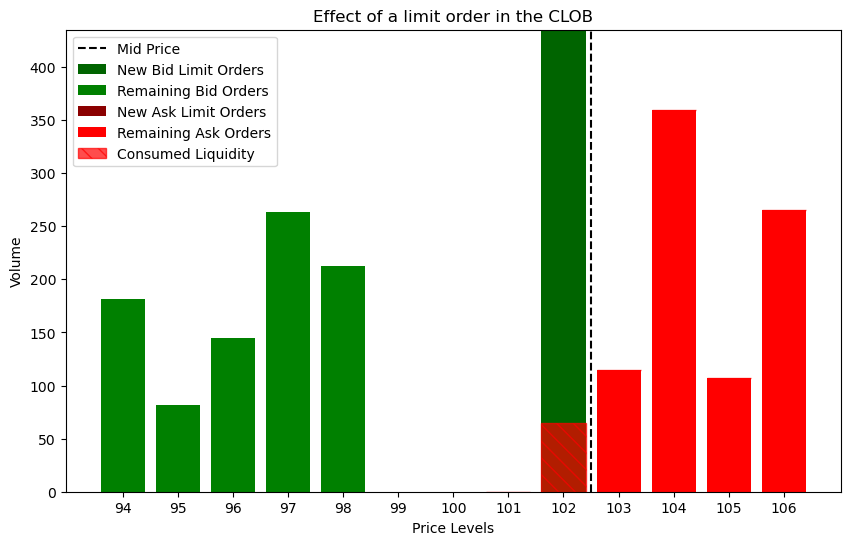 Effect of a limit order in the CLOB
Mid Price
New Bid Limit Orders
Remaining Bid Orders
New Ask Limit Orders
Remaining Ask Orders
Consumed Liquidity
Volume
400
350
300
250
200
150
100
50
0
94 95 96 97 98 99 100 101 102 103 104 105 106
Price Levels